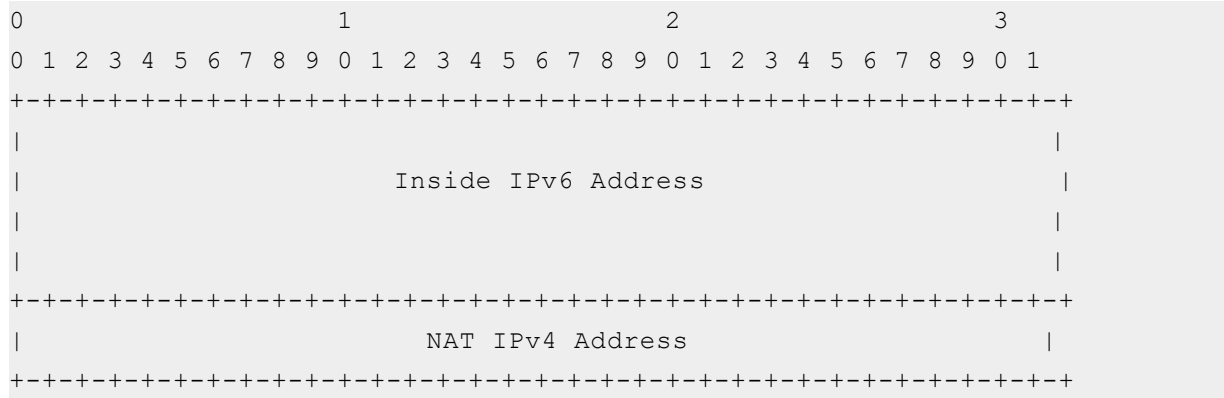 0                   1                   2                   3
0 1 2 3 4 5 6 7 8 9 0 1 2 3 4 5 6 7 8 9 0 1 2 3 4 5 6 7 8 9 0 1
+-+-+-+-+-+-+-+-+-+-+-+-+-+-+-+-+-+-+-+-+-+-+-+-+-+-+-+-+-+-+-+-+
|                                                               |
|                       Inside IPv6 Address                      |
|                                                               |
|                                                               |
+-+-+-+-+-+-+-+-+-+-+-+-+-+-+-+-+-+-+-+-+-+-+-+-+-+-+-+-+-+-+-+-+
|                         NAT IPv4 Address                      |
+-+-+-+-+-+-+-+-+-+-+-+-+-+-+-+-+-+-+-+-+-+-+-+-+-+-+-+-+-+-+-+-+